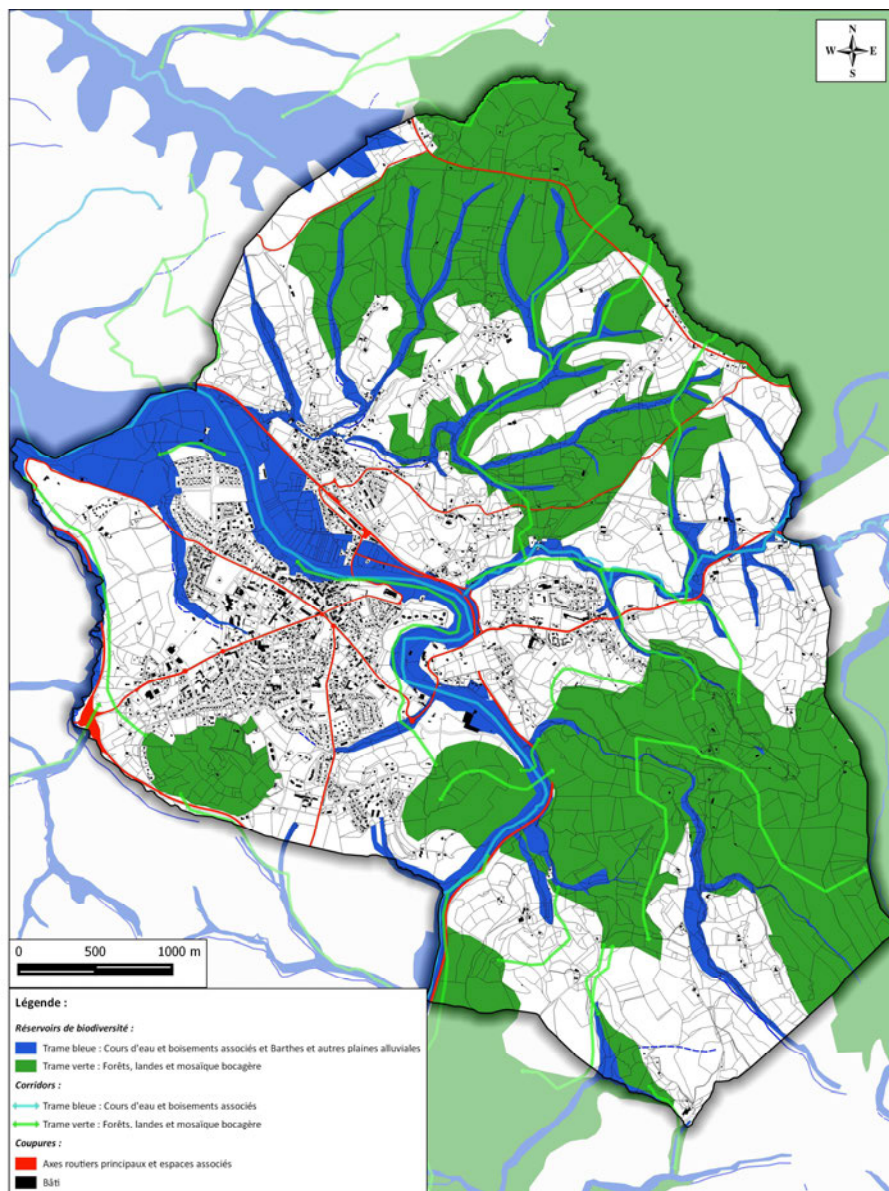 N
W E
S
0 500 1000 m
Légende :
Réservoirs de biodiversité :
Trame bleue : Cours d'eau et boisements associés et Barthes et autres plaines alluviales
Trame verte : Forêts, landes et mosaïque bocagère
Corridors :
Trame bleue : Cours d'eau et boisements associés
Trame verte : Forêts. landes et mosaïque bocagère
Coupures :
Axes routiers principaux et espaces associés
Bâti